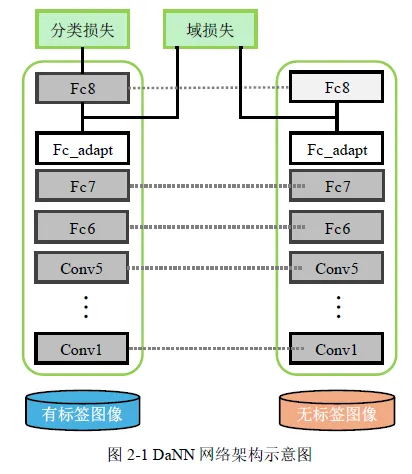 分类损失 域损失
Fc8 Fc8
Fc_adapt Fc_adapt
Fc7 Fc7
Fc6 Fc6
Conv5 Conv5
Conv1 Conv1
有标签图像 无标签图像
图 2-1 DaNN 网络架构示意图